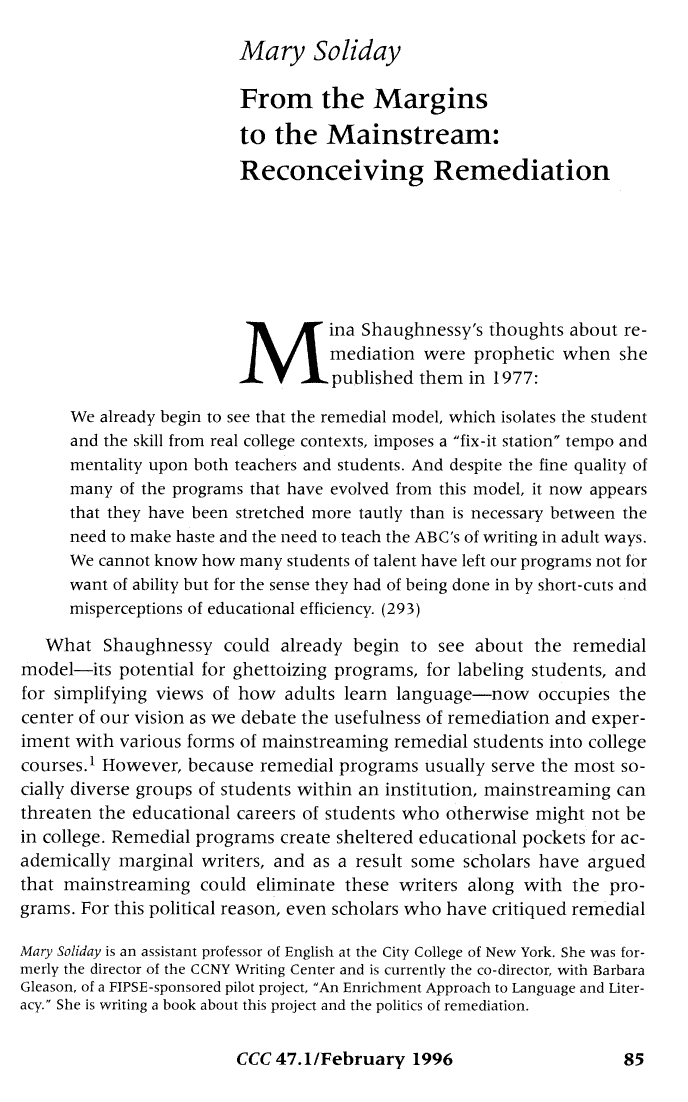 Mary Soliday
From the Margins
to the Mainstream:
Reconceiving Remediation
Mina Shaughnessy's thoughts about re-
mediation were prophetic when she
published them in 1977:
We already begin to see that the remedial model, which isolates the student
and the skill from real college contexts, imposes a "fix-it station" tempo and
mentality upon both teachers and students. And despite the fine quality of
many of the programs that have evolved from this model, it now appears
that they have been stretched more tautly than is necessary between the
need to make haste and the need to teach the ABC's of writing in adult ways.
We cannot know how many students of talent have left our programs not for
want of ability but for the sense they had of being done in by short-cuts and
misperceptions of educational efficiency. (293)
What Shaughnessy could already begin to see about the remedial
model—its potential for ghettoizing programs, for labeling students, and
for simplifying views of how adults learn language—now occupies the
center of our vision as we debate the usefulness of remediation and exper-
iment with various forms of mainstreaming remedial students into college
courses.¹ However, because remedial programs usually serve the most so-
cially diverse groups of students within an institution, mainstreaming can
threaten the educational careers of students who otherwise might not be
in college. Remedial programs create sheltered educational pockets for ac-
ademically marginal writers, and as a result some scholars have argued
that mainstreaming could eliminate these writers along with the pro-
grams. For this political reason, even scholars who have critiqued remedial
Mary Soliday is an assistant professor of English at the City College of New York. She was for-
merly the director of the CCNY Writing Center and is currently the co-director, with Barbara
Gleason, of a FIPSE-sponsored pilot project, "An Enrichment Approach to Language and Liter-
acy." She is writing a book about this project and the politics of remediation.
CCC 47.1/February 1996 85